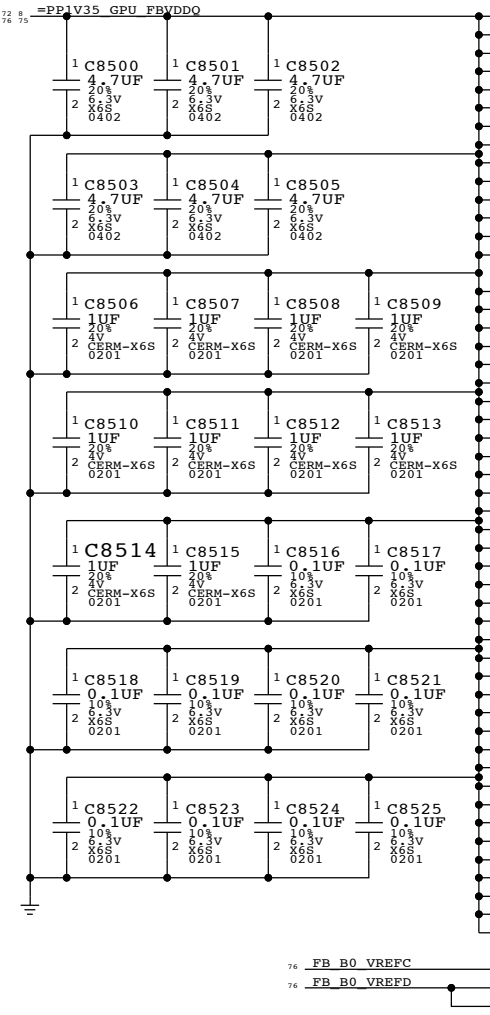 72 8 =PP1V35_GPU_FBVDDQ
76 75
1 C8500 1 C8501 1 C8502
4.7UF 4.7UF 4.7UF
20% 20% 20%
2 6.3V 2 6.3V 2 6.3V
X6S X6S X6S
0402 0402 0402
1 C8503 1 C8504 1 C8505
4.7UF 4.7UF 4.7UF
20% 20% 20%
2 6.3V 2 6.3V 2 6.3V
X6S X6S X6S
0402 0402 0402
1 C8506 1 C8507 1 C8508 1 C8509
1UF 1UF 1UF 1UF
20% 20% 20% 20%
2 4V 2 4V 2 4V 2 4V
CERM-X6S CERM-X6S CERM-X6S CERM-X6S
0201 0201 0201 0201
1 C8510 1 C8511 1 C8512 1 C8513
1UF 1UF 1UF 1UF
20% 20% 20% 20%
2 4V 2 4V 2 4V 2 4V
CERM-X6S CERM-X6S CERM-X6S CERM-X6S
0201 0201 0201 0201
1 C8514 1 C8515 1 C8516 1 C8517
1UF 1UF 0.1UF 0.1UF
20% 20% 10% 10%
2 4V 2 4V 2 6.3V 2 6.3V
CERM-X6S CERM-X6S X6S X6S
0201 0201 0201 0201
1 C8518 1 C8519 1 C8520 1 C8521
0.1UF 0.1UF 0.1UF 0.1UF
10% 10% 10% 10%
2 6.3V 2 6.3V 2 6.3V 2 6.3V
X6S X6S X6S X6S
0201 0201 0201 0201
1 C8522 1 C8523 1 C8524 1 C8525
0.1UF 0.1UF 0.1UF 0.1UF
10% 10% 10% 10%
2 6.3V 2 6.3V 2 6.3V 2 6.3V
X6S X6S X6S X6S
0201 0201 0201 0201
76 FB_B0_VREFC
76 FB_B0_VREFD